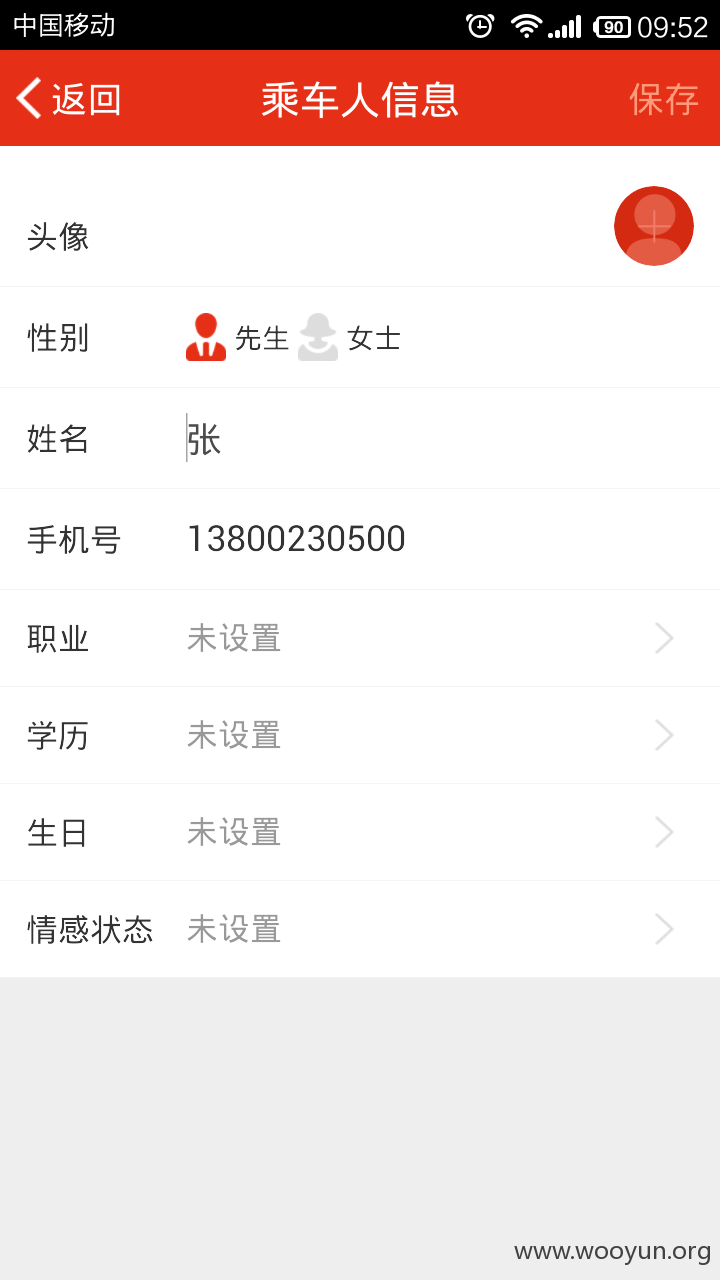 中国移动 90 09:52
返回 乘车人信息 保存
头像
性别 先生 女士
姓名 张
手机号 13800230500
职业 未设置
学历 未设置
生日 未设置
情感状态 未设置
www.wooyun.org